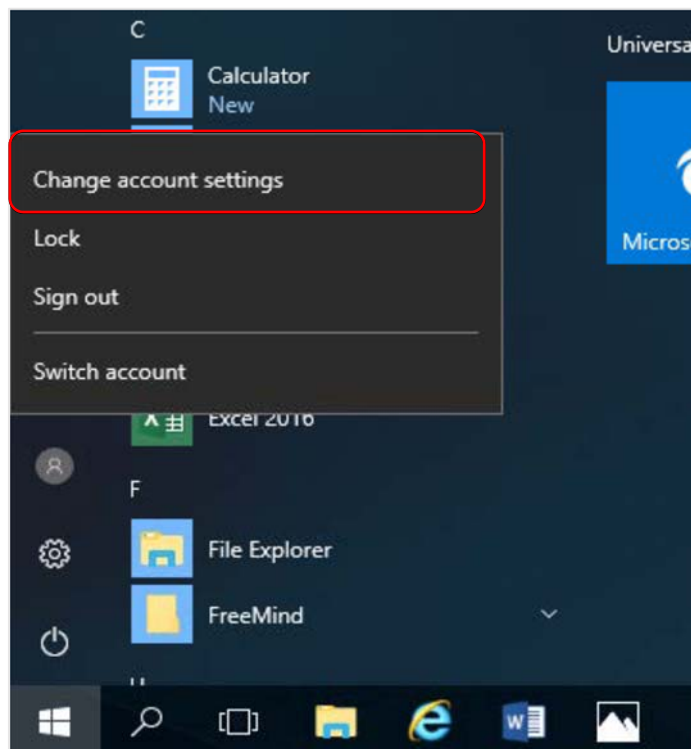 C
Universa
Calculator
New
Change account settings
Lock
Micros
Sign out
Switch account
Excel 2016
F
File Explorer
FreeMind